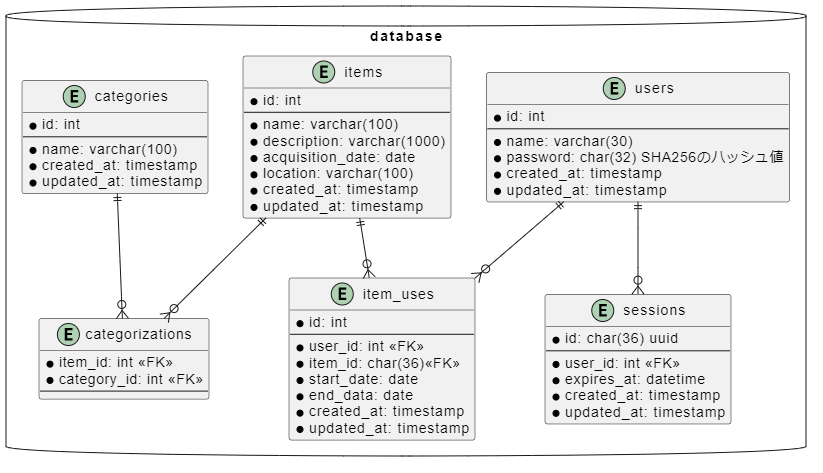 database
E categories
id: int
name: varchar(100)
created_at: timestamp
updated_at: timestamp
E items
id: int
name: varchar(100)
description: varchar(1000)
acquisition_date: date
location: varchar(100)
created_at: timestamp
updated_at: timestamp
E users
id: int
name: varchar(30)
password: char(32) SHA256のハッシュ値
created_at: timestamp
updated_at: timestamp
E categorizations
item_id: int «FK»
category_id: int «FK»
E item_uses
id: int
user_id: int «FK»
item_id: char(36)«FK»
start_date: date
end_data: date
created_at: timestamp
updated_at: timestamp
E sessions
id: char(36) uuid
user_id: int «FK»
expires_at: datetime
created_at: timestamp
updated_at: timestamp